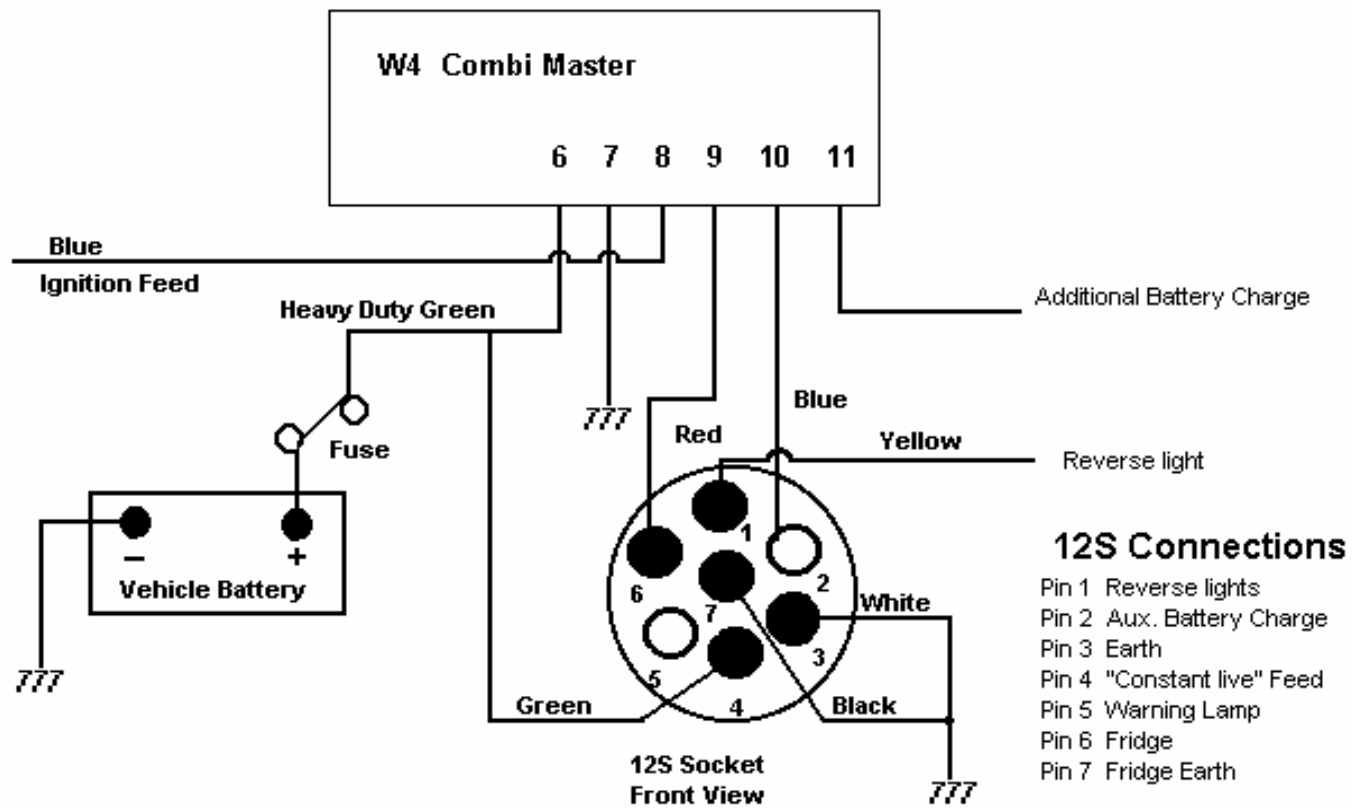 W4 Combi Master
6 7 8 9 10 11
Blue
Ignition Feed
Heavy Duty Green
Additional Battery Charge
777
Blue
Red
Yellow
Fuse
Reverse light
1
2
6
7
3
5
4
White
- +
Vehicle Battery
777
Green
Black
12S Socket
Front View
777
12S Connections
Pin 1 Reverse lights
Pin 2 Aux. Battery Charge
Pin 3 Earth
Pin 4 "Constant live" Feed
Pin 5 Warning Lamp
Pin 6 Fridge
Pin 7 Fridge Earth